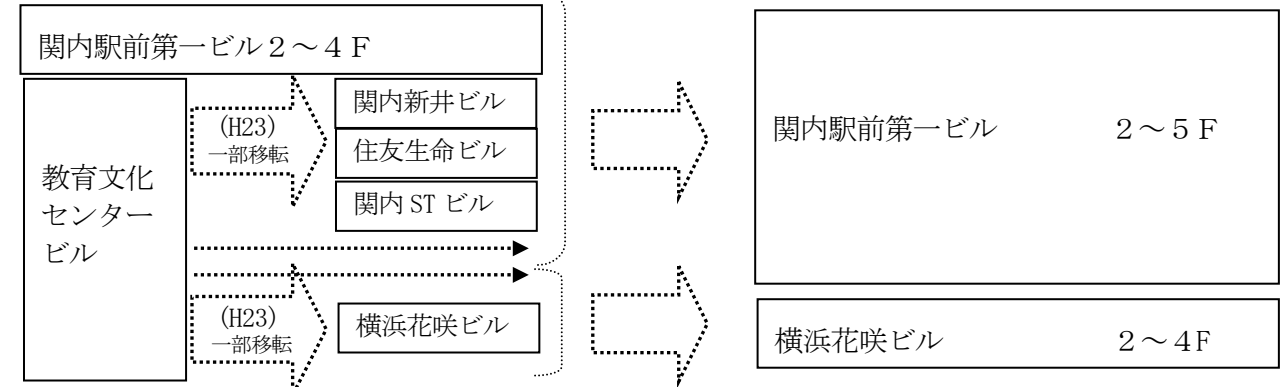 関内駅前第一ビル２～４Ｆ
教育文化
センター
ビル
(H23)
一部移転
関内新井ビル
住友生命ビル
関内 ST ビル
(H23)
一部移転
横浜花咲ビル
関内駅前第一ビル　２～５Ｆ
横浜花咲ビル　２～４F